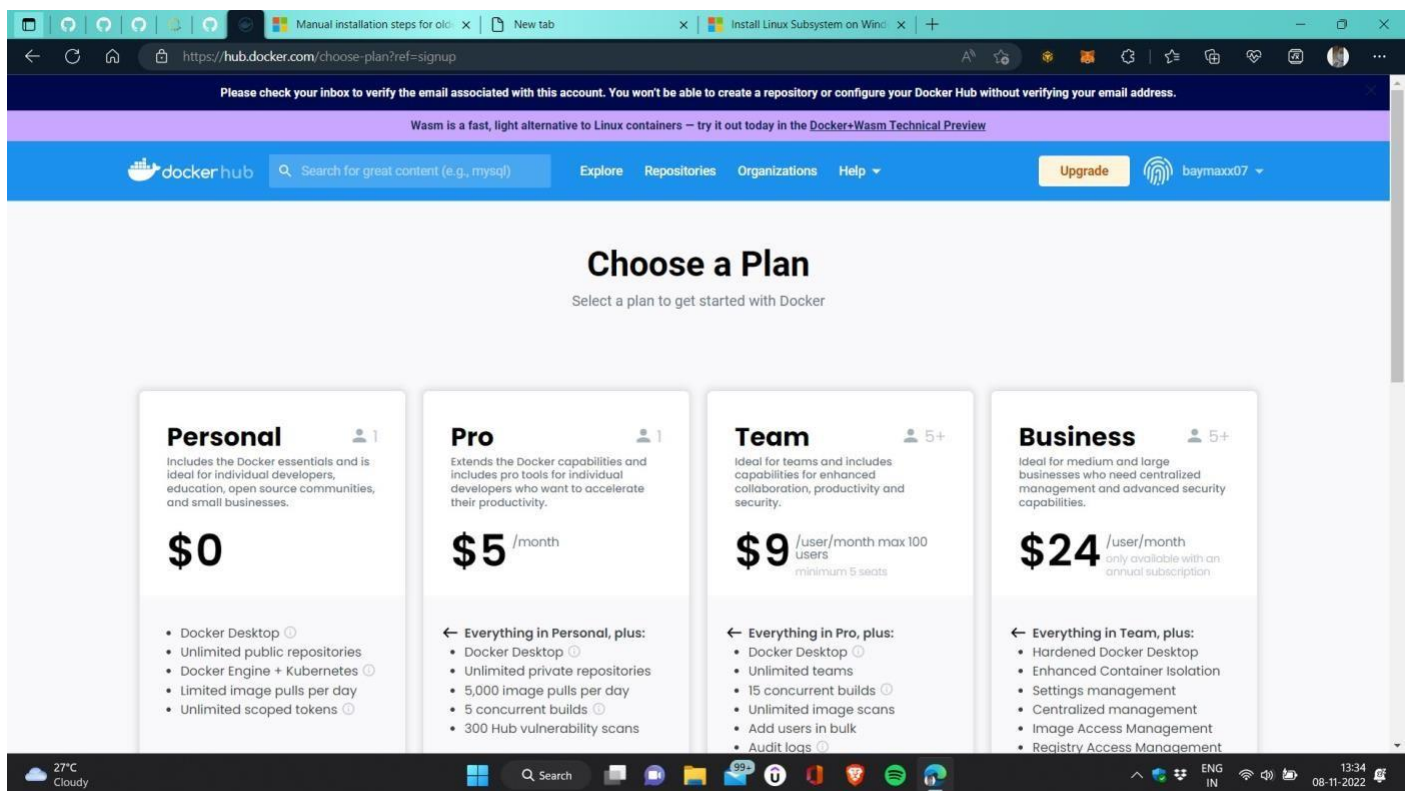 Manual installation steps for old
New tab
Install Linux Subsystem on Wind
https://hub.docker.com/choose-plan?ref=signup
Please check your inbox to verify the email associated with this account. You won't be able to create a repository or configure your Docker Hub without verifying your email address.
Wasm is a fast, light alternative to Linux containers — try it out today in the Docker+Wasm Technical Preview
dockerhub
Search for great content (e.g., mysql)
Explore
Repositories
Organizations
Help
Upgrade
baymaxx07
Choose a Plan
Select a plan to get started with Docker
Personal
1
Includes the Docker essentials and is
ideal for individual developers,
education, open source communities,
and small businesses.
$0
• Docker Desktop
• Unlimited public repositories
• Docker Engine + Kubernetes
• Limited image pulls per day
• Unlimited scoped tokens
Pro
1
Extends the Docker capabilities and
includes pro tools for individual
developers who want to accelerate
their productivity.
$5 /month
← Everything in Personal, plus:
• Docker Desktop
• Unlimited private repositories
• 5,000 image pulls per day
• 5 concurrent builds
• 300 Hub vulnerability scans
Team
5+
Ideal for teams and includes
capabilities for enhanced
collaboration, productivity and
security.
$9 /user/month max 100
users
minimum 5 seats
← Everything in Pro, plus:
• Docker Desktop
• Unlimited teams
• 15 concurrent builds
• Unlimited image scans
• Add users in bulk
• Audit logs
Business
5+
Ideal for medium and large
businesses who need centralized
management and advanced security
capabilities.
$24 /user/month
only available with an
annual subscription
← Everything in Team, plus:
• Hardened Docker Desktop
• Enhanced Container Isolation
• Settings management
• Centralized management
• Image Access Management
• Registry Access Management
27°C
Cloudy
Search
99+
ENG
IN
13:34
08-11-2022